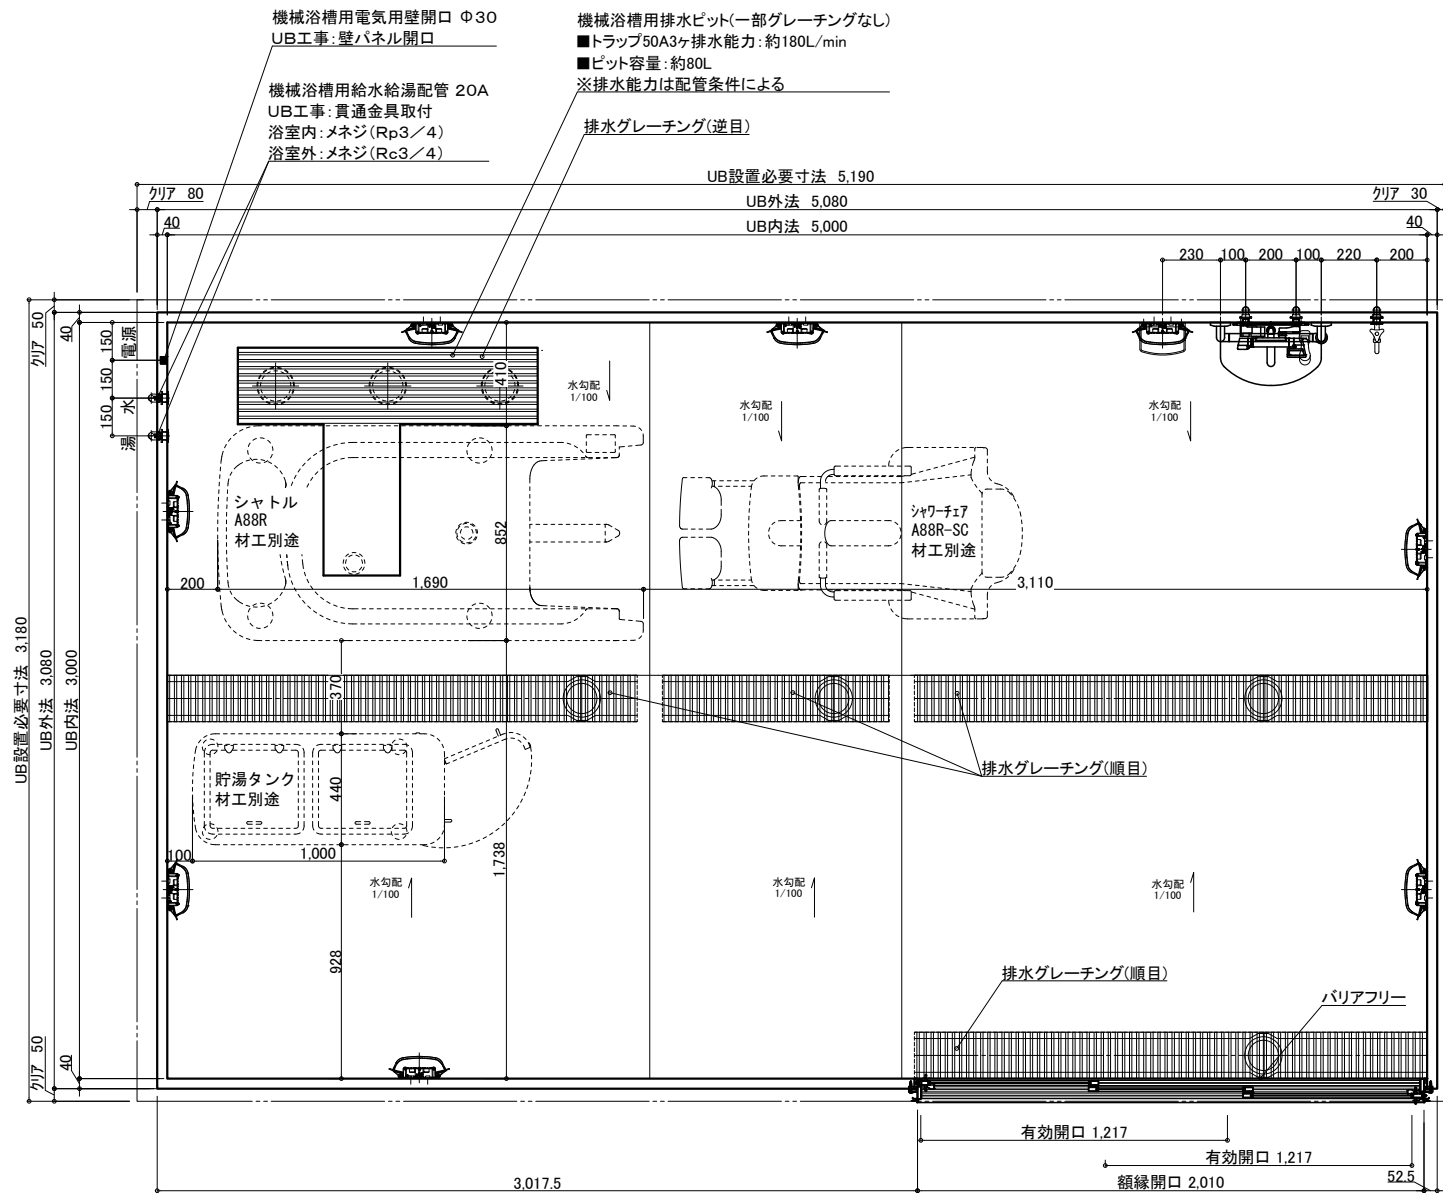 機械浴槽用電気用壁開口 Φ30
UB工事：壁パネル開口
機械浴槽用排水ピット(一部グレーチングなし)
■トラップ50A3ヶ排水能力：約180L/min
■ピット容量：約80L
※排水能力は配管条件による
機械浴槽用給水給湯配管 20A
UB工事：貫通金具取付
浴室内：メネジ(Rp3／4)
浴室外：メネジ(Rc3／4)
排水グレーチング(逆目)
UB設置必要寸法 5,190
クリア 80
UB外法 5,080
クリア 30
40
UB内法 5,000
40
230
100
200
100
220
200
クリア 50
40
150
電源
150
水
150
湯
410
水勾配
1/100
水勾配
1/100
水勾配
1/100
シャトル
A88R
材工別途
852
シャワーチェア
A88R-SC
材工別途
200
1,690
3,110
UB設置必要寸法 3,180
UB外法 3,080
UB内法 3,000
370
排水グレーチング(順目)
貯湯タンク
材工別途
440
100
1,000
1,738
水勾配
1/100
水勾配
1/100
水勾配
1/100
928
排水グレーチング(順目)
バリアフリー
クリア 50
40
有効開口 1,217
有効開口 1,217
3,017.5
額縁開口 2,010
52.5